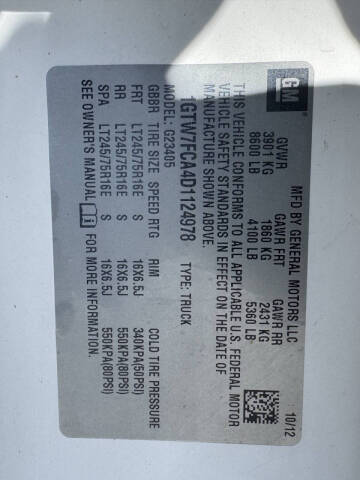 GM
MFD BY GENERAL MOTORS LLC 10/12
GVWR GAWR FRT GAWR RR
3901 KG 1860 KG 2431 KG
8600 LB 4100 LB 5360 LB
THIS VEHICLE CONFORMS TO ALL APPLICABLE U.S. FEDERAL MOTOR
VEHICLE SAFETY STANDARDS IN EFFECT ON THE DATE OF
MANUFACTURE SHOWN ABOVE.
1GTW7FCA4D1124978 TYPE: TRUCK
MODEL: G23405
GBBR TIRE SIZE SPEED RTG RIM COLD TIRE PRESSURE
FRT LT245/75R16E S 16X6.5J 340KPA(50PSI)
RR LT245/75R16E S 16X6.5J 550KPA(80PSI)
SPA LT245/75R16E S 16X6.5J 550KPA(80PSI)
SEE OWNER'S MANUAL FOR MORE INFORMATION